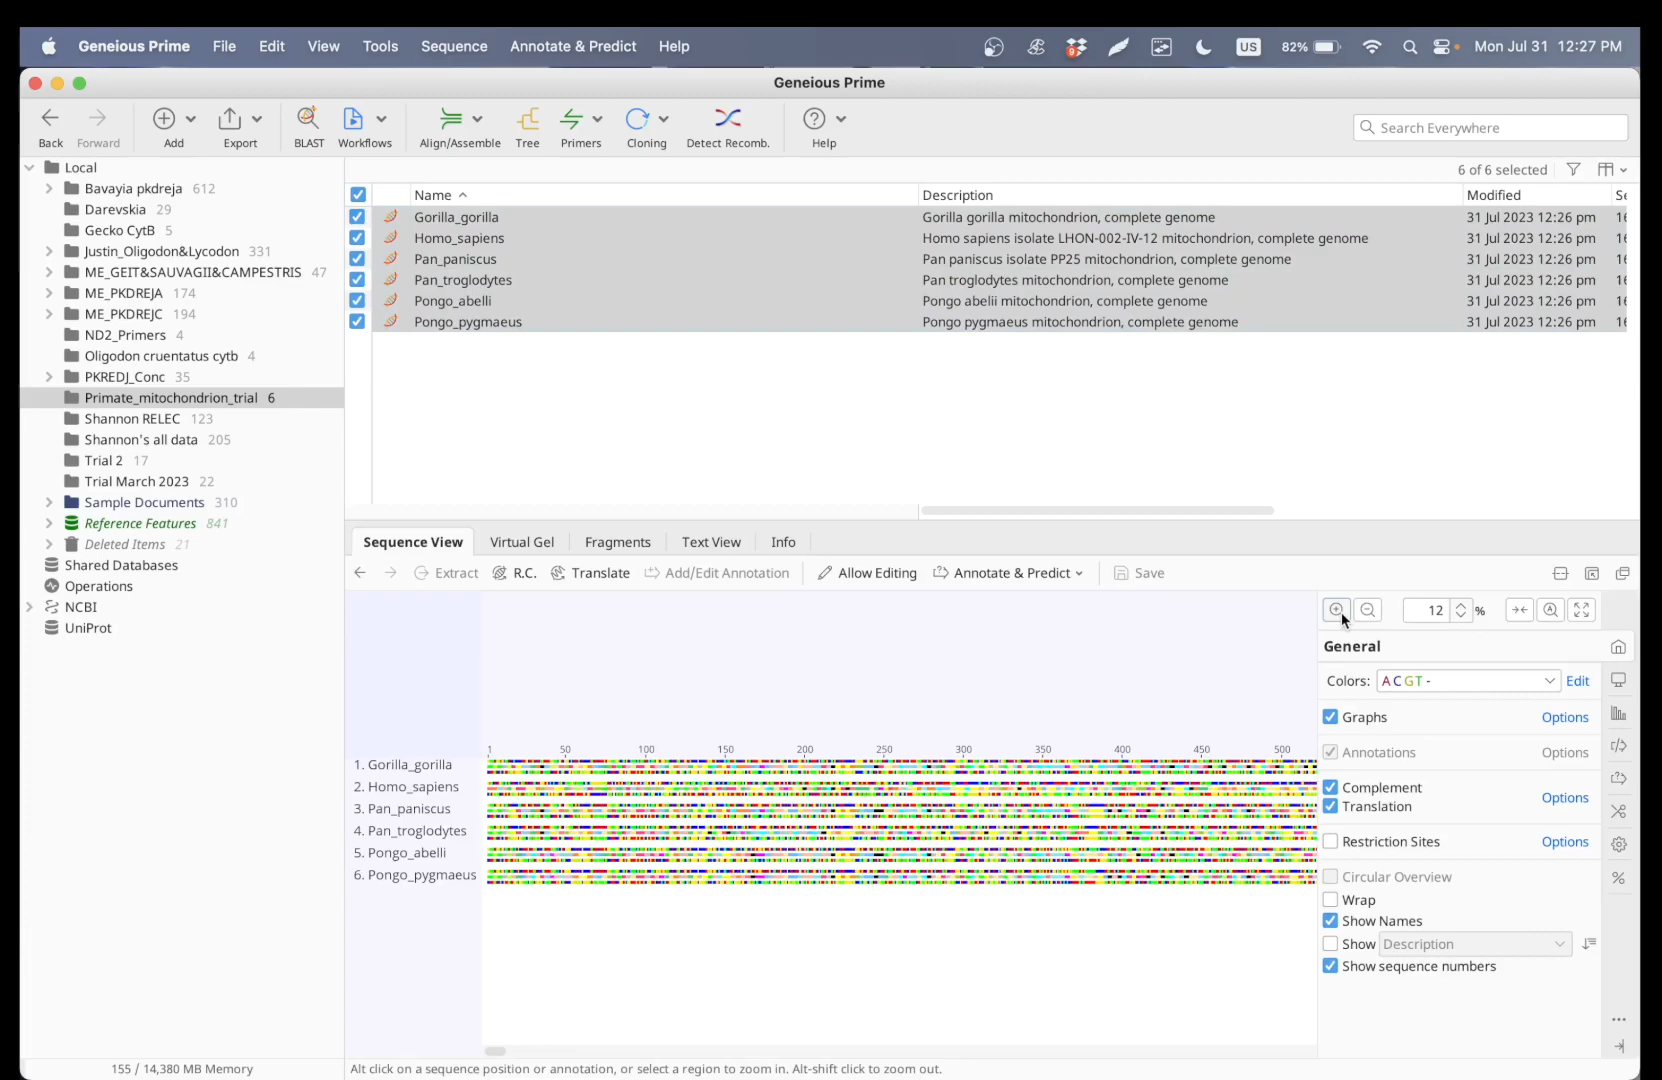 Geneious Prime File Edit View Tools Sequence Annotate & Predict Help 9 US 82% Mon Jul 31 12:27 PM
Geneious Prime
Back Forward Add Export BLAST Workflows Align/Assemble Tree Primers Cloning Detect Recomb. Help Search Everywhere
Local
Bavayia pkdreja 612
Darevskia 29
Gecko CytB 5
Justin_Oligodon&Lycodon 331
ME_GEIT&SAUVAGII&CAMPESTRIS 47
ME_PKDREJA 174
ME_PKDREJC 194
ND2_Primers 4
Oligodon cruentatus cytb 4
PKREDJ_Conc 35
Primate_mitochondrion_trial 6
Shannon RELEC 123
Shannon's all data 205
Trial 2 17
Trial March 2023 22
Sample Documents 310
Reference Features 841
Deleted Items 21
Shared Databases
Operations
NCBI
UniProt
155 / 14,380 MB Memory
6 of 6 selected
Name Description Modified Se
Gorilla_gorilla Gorilla gorilla mitochondrion, complete genome 31 Jul 2023 12:26 pm 16
Homo_sapiens Homo sapiens isolate LHON-002-IV-12 mitochondrion, complete genome 31 Jul 2023 12:26 pm 16
Pan_paniscus Pan paniscus isolate PP25 mitochondrion, complete genome 31 Jul 2023 12:26 pm 16
Pan_troglodytes Pan troglodytes mitochondrion, complete genome 31 Jul 2023 12:26 pm 16
Pongo_abelli Pongo abelii mitochondrion, complete genome 31 Jul 2023 12:26 pm 16
Pongo_pygmaeus Pongo pygmaeus mitochondrion, complete genome 31 Jul 2023 12:26 pm 16
Sequence View Virtual Gel Fragments Text View Info
Extract R.C. Translate Add/Edit Annotation Allow Editing Annotate & Predict Save
1 50 100 150 200 250 300 350 400 450 500
1. Gorilla_gorilla
2. Homo_sapiens
3. Pan_paniscus
4. Pan_troglodytes
5. Pongo_abelli
6. Pongo_pygmaeus
12 %
General
Colors: A C G T - Edit
Graphs Options
Annotations Options
Complement
Translation Options
Restriction Sites Options
Circular Overview
Wrap
Show Names
Show Description
Show sequence numbers
Alt click on a sequence position or annotation, or select a region to zoom in. Alt-shift click to zoom out.